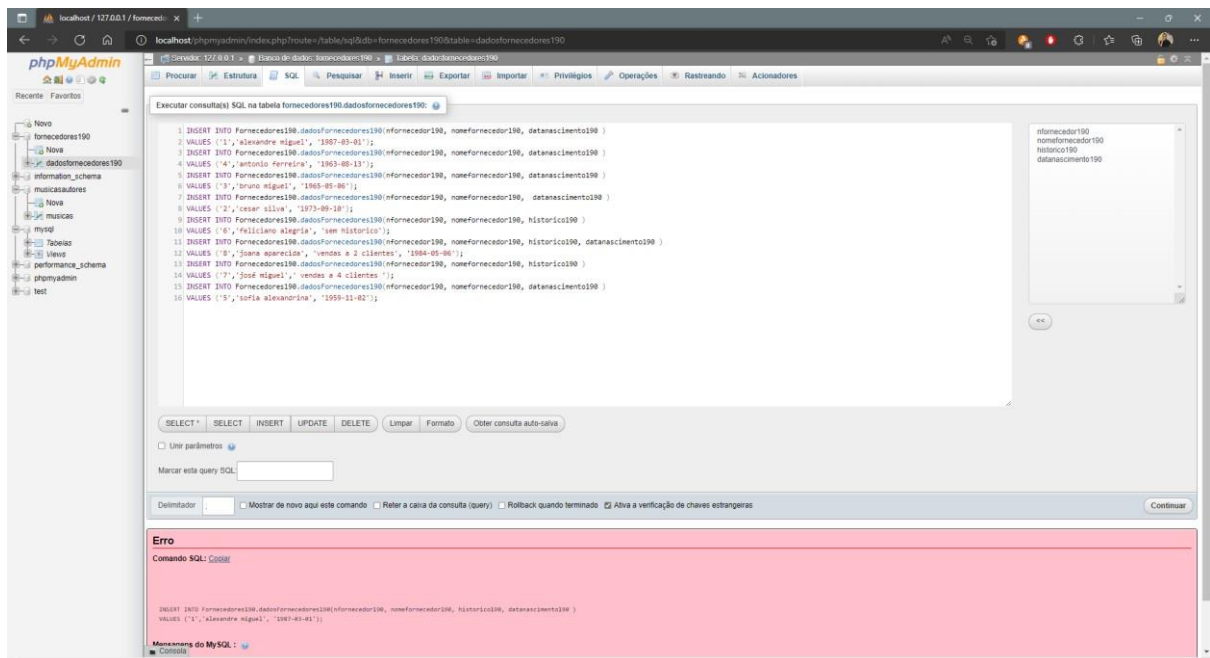 localhost / 127.0.0.1 / fornecedo
localhost/phpmyadmin/index.php?route=/table/sql&db=fornecedores190&table=dadosfornecedores190
phpMyAdmin
Recente Favoritos
Novo
fornecedores190
Nova
dadosfornecedores190
information_schema
musicasautores
Nova
musicas
mysql
Tabelas
Views
performance_schema
phpmyadmin
test
Servidor: 127.0.0.1 » Banco de dados: fornecedores190 » Tabela: dadosfornecedores190
Procurar Estrutura SQL Pesquisar Inserir Exportar Importar Privilégios Operações Rastreando Acionadores
Executar consulta(s) SQL na tabela fornecedores190.dadosfornecedores190:
1 INSERT INTO Fornecedores190.dadosFornecedores190(nfornecedor190, nomefornecedor190, datanascimento190 )
2 VALUES ('1','alexandre miguel', '1987-03-01');
3 INSERT INTO Fornecedores190.dadosFornecedores190(nfornecedor190, nomefornecedor190, datanascimento190 )
4 VALUES ('4','antonio ferreira', '1963-08-13');
5 INSERT INTO Fornecedores190.dadosFornecedores190(nfornecedor190, nomefornecedor190, datanascimento190 )
6 VALUES ('3','bruno miguel', '1965-05-06');
7 INSERT INTO Fornecedores190.dadosFornecedores190(nfornecedor190, nomefornecedor190, datanascimento190 )
8 VALUES ('2','cesar silva', '1973-09-10');
9 INSERT INTO Fornecedores190.dadosFornecedores190(nfornecedor190, nomefornecedor190, historico190 )
10 VALUES ('6','feliciano alegria', 'sem historico');
11 INSERT INTO Fornecedores190.dadosFornecedores190(nfornecedor190, nomefornecedor190, historico190, datanascimento190 )
12 VALUES ('8','joana aparecida', 'vendas a 2 clientes', '1984-05-06');
13 INSERT INTO Fornecedores190.dadosFornecedores190(nfornecedor190, nomefornecedor190, historico190 )
14 VALUES ('7','josé miguel',' vendas a 4 clientes ');
15 INSERT INTO Fornecedores190.dadosFornecedores190(nfornecedor190, nomefornecedor190, datanascimento190 )
16 VALUES ('5','sofia alexandrina', '1959-11-02');
nfornecedor190
nomefornecedor190
historico190
datanascimento190
<<
SELECT * SELECT INSERT UPDATE DELETE Limpar Formato Obter consulta auto-salva
Unir parâmetros
Marcar esta query SQL:
Delimitador ; Mostrar de novo aqui este comando Reter a caixa da consulta (query) Rollback quando terminado Ativa a verificação de chaves estrangeiras Continuar
Erro
Comando SQL: Copiar
INSERT INTO Fornecedores190.dadosFornecedores190(nfornecedor190, nomefornecedor190, historico190, datanascimento190 )
VALUES ('1','alexandre miguel', '1987-03-01');
Mensagens do MySQL :
Consola